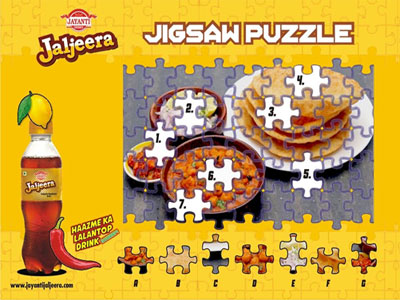 JAYANTI
Jaljeera
JIGSAW PUZZLE
1.
2.
3.
4.
5.
6.
7.
Jaljeera
HAAZME KA
LALANTOP
DRINK
A B C D E F G
www.jayantijaljeera.com